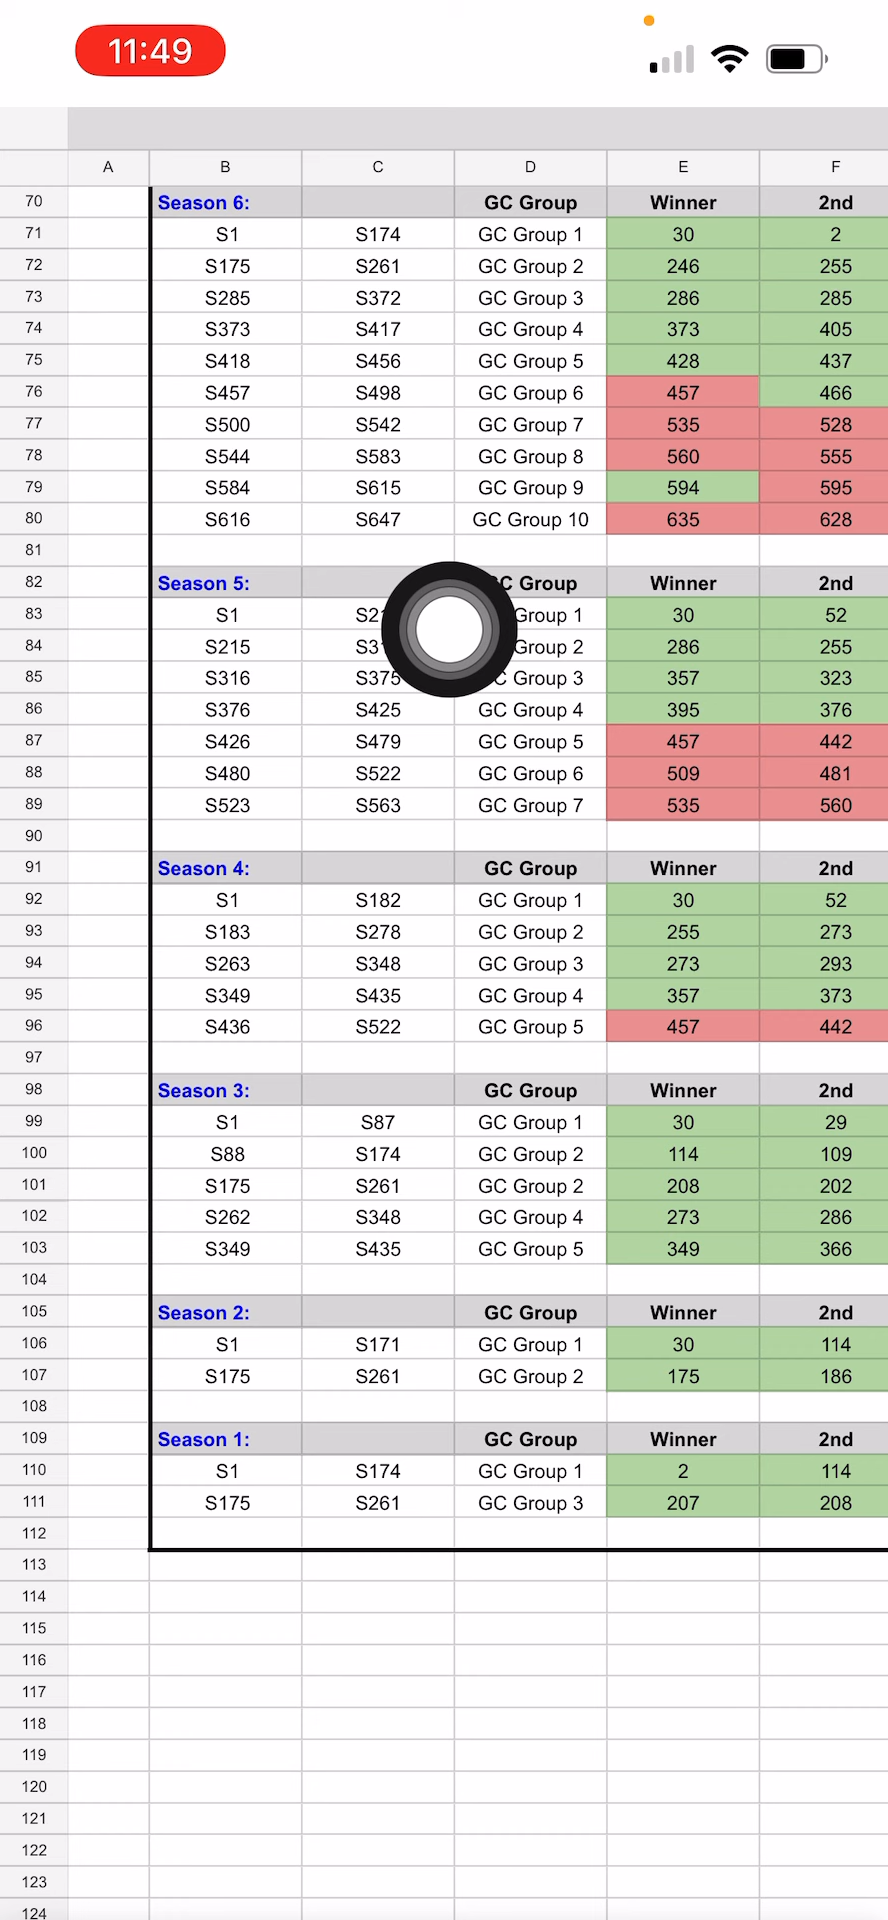 11:49
A B C D E F
70 Season 6: GC Group Winner 2nd
71 S1 S174 GC Group 1 30 2
72 S175 S261 GC Group 2 246 255
73 S285 S372 GC Group 3 286 285
74 S373 S417 GC Group 4 373 405
75 S418 S456 GC Group 5 428 437
76 S457 S498 GC Group 6 457 466
77 S500 S542 GC Group 7 535 528
78 S544 S583 GC Group 8 560 555
79 S584 S615 GC Group 9 594 595
80 S616 S647 GC Group 10 635 628
81
82 Season 5: Group Winner 2nd
83 S1 Group 1 30 52
84 S215 Group 2 286 255
85 S316 S375 Group 3 357 323
86 S376 S425 GC Group 4 395 376
87 S426 S479 GC Group 5 457 442
88 S480 S522 GC Group 6 509 481
89 S523 S563 GC Group 7 535 560
90
91 Season 4: GC Group Winner 2nd
92 S1 S182 GC Group 1 30 52
93 S183 S278 GC Group 2 255 273
94 S263 S348 GC Group 3 273 293
95 S349 S435 GC Group 4 357 373
96 S436 S522 GC Group 5 457 442
97
98 Season 3: GC Group Winner 2nd
99 S1 S87 GC Group 1 30 29
100 S88 S174 GC Group 2 114 109
101 S175 S261 GC Group 2 208 202
102 S262 S348 GC Group 4 273 286
103 S349 S435 GC Group 5 349 366
104
105 Season 2: GC Group Winner 2nd
106 S1 S171 GC Group 1 30 114
107 S175 S261 GC Group 2 175 186
108
109 Season 1: GC Group Winner 2nd
110 S1 S174 GC Group 1 2 114
111 S175 S261 GC Group 3 207 208
112
113
114
115
116
117
118
119
120
121
122
123
124